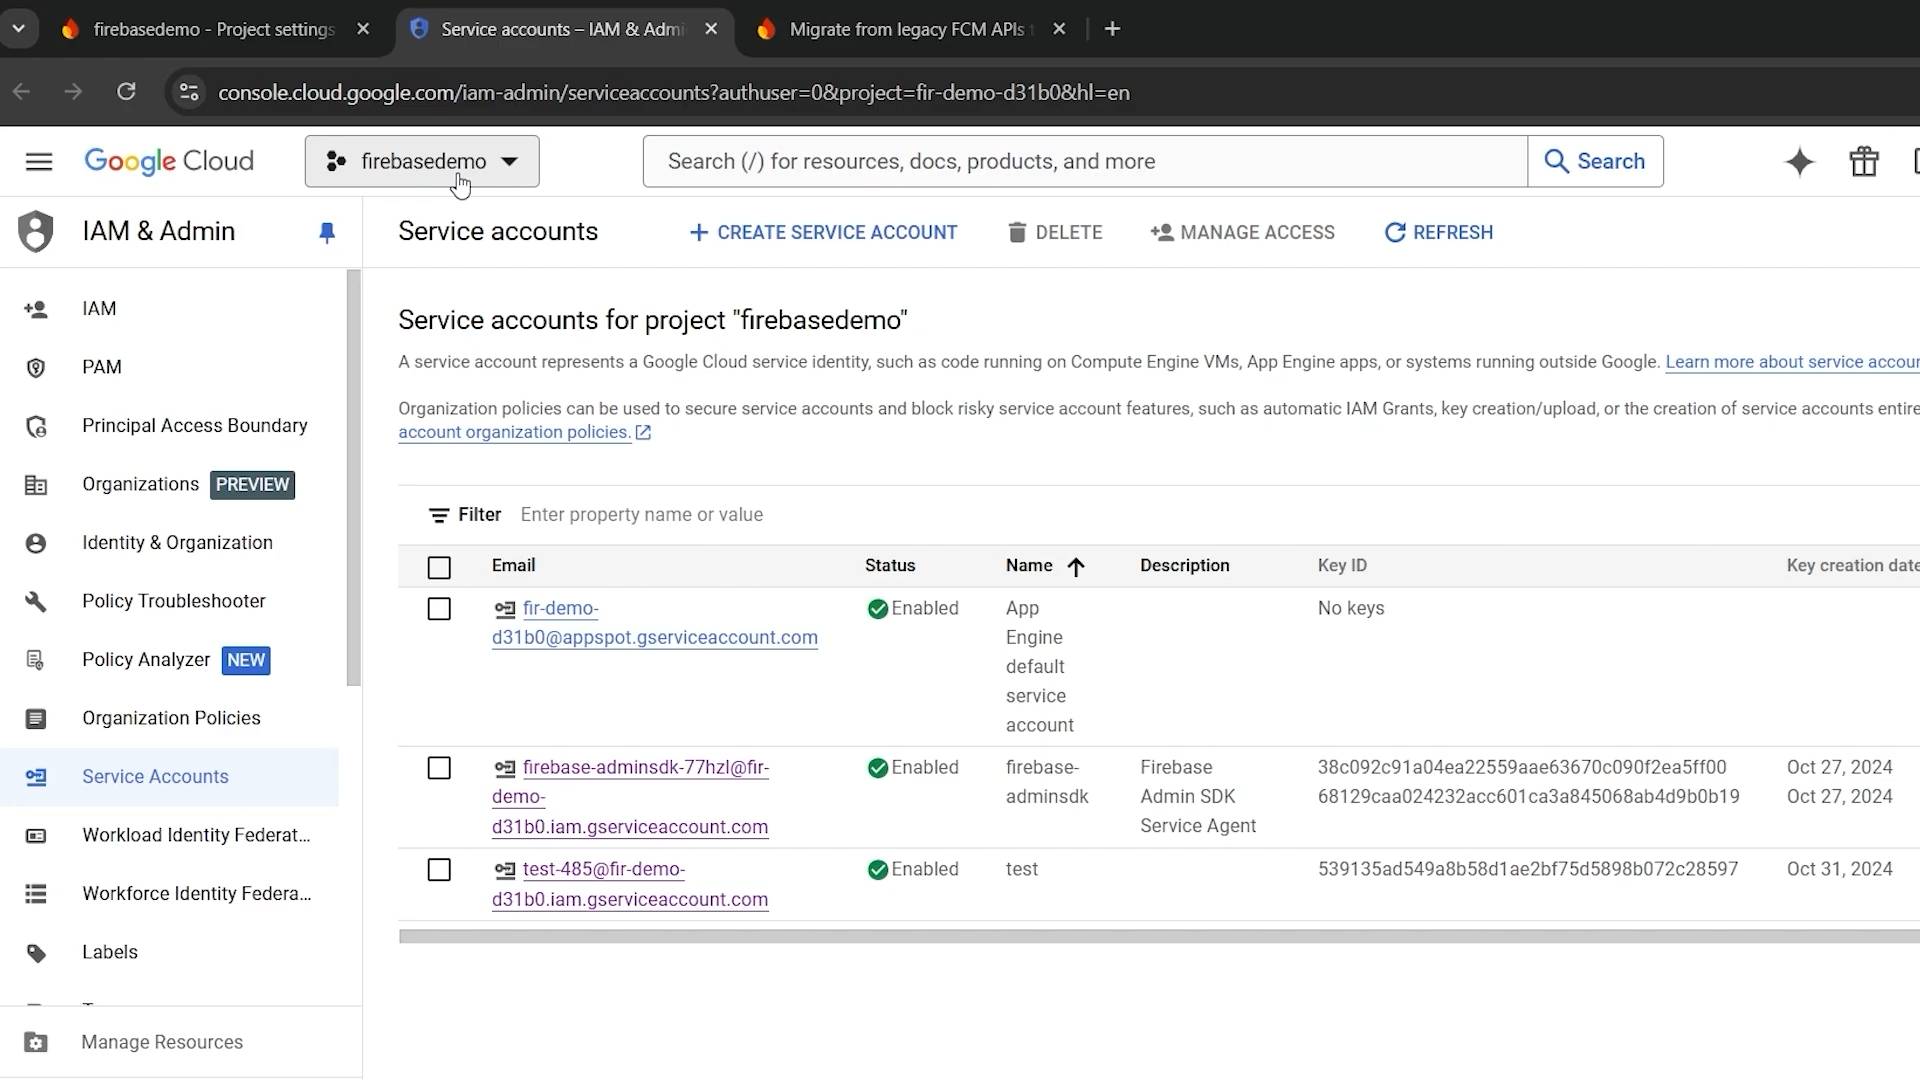 firebasedemo - Project settings
Service accounts – IAM & Admi
Migrate from legacy FCM APIs t
console.cloud.google.com/iam-admin/serviceaccounts?authuser=0&project=fir-demo-d31b0&hl=en
Google Cloud
firebasedemo
Search (/) for resources, docs, products, and more
Search
IAM & Admin
Service accounts
CREATE SERVICE ACCOUNT
DELETE
MANAGE ACCESS
REFRESH
IAM
PAM
Principal Access Boundary
Organizations PREVIEW
Identity & Organization
Policy Troubleshooter
Policy Analyzer NEW
Organization Policies
Service Accounts
Workload Identity Federat...
Workforce Identity Federa...
Labels
Manage Resources
Service accounts for project "firebasedemo"
A service account represents a Google Cloud service identity, such as code running on Compute Engine VMs, App Engine apps, or systems running outside Google. Learn more about service accour
Organization policies can be used to secure service accounts and block risky service account features, such as automatic IAM Grants, key creation/upload, or the creation of service accounts entire
account organization policies.
Filter Enter property name or value
Email Status Name Description Key ID Key creation date
fir-demo-
d31b0@appspot.gserviceaccount.com
Enabled
App
Engine
default
service
account
No keys
firebase-adminsdk-77hzl@fir-
demo-
d31b0.iam.gserviceaccount.com
Enabled
firebase-
adminsdk
Firebase
Admin SDK
Service Agent
38c092c91a04ea22559aae63670c090f2ea5ff00
68129caa024232acc601ca3a845068ab4d9b0b19
Oct 27, 2024
Oct 27, 2024
test-485@fir-demo-
d31b0.iam.gserviceaccount.com
Enabled
test
539135ad549a8b58d1ae2bf75d5898b072c28597
Oct 31, 2024